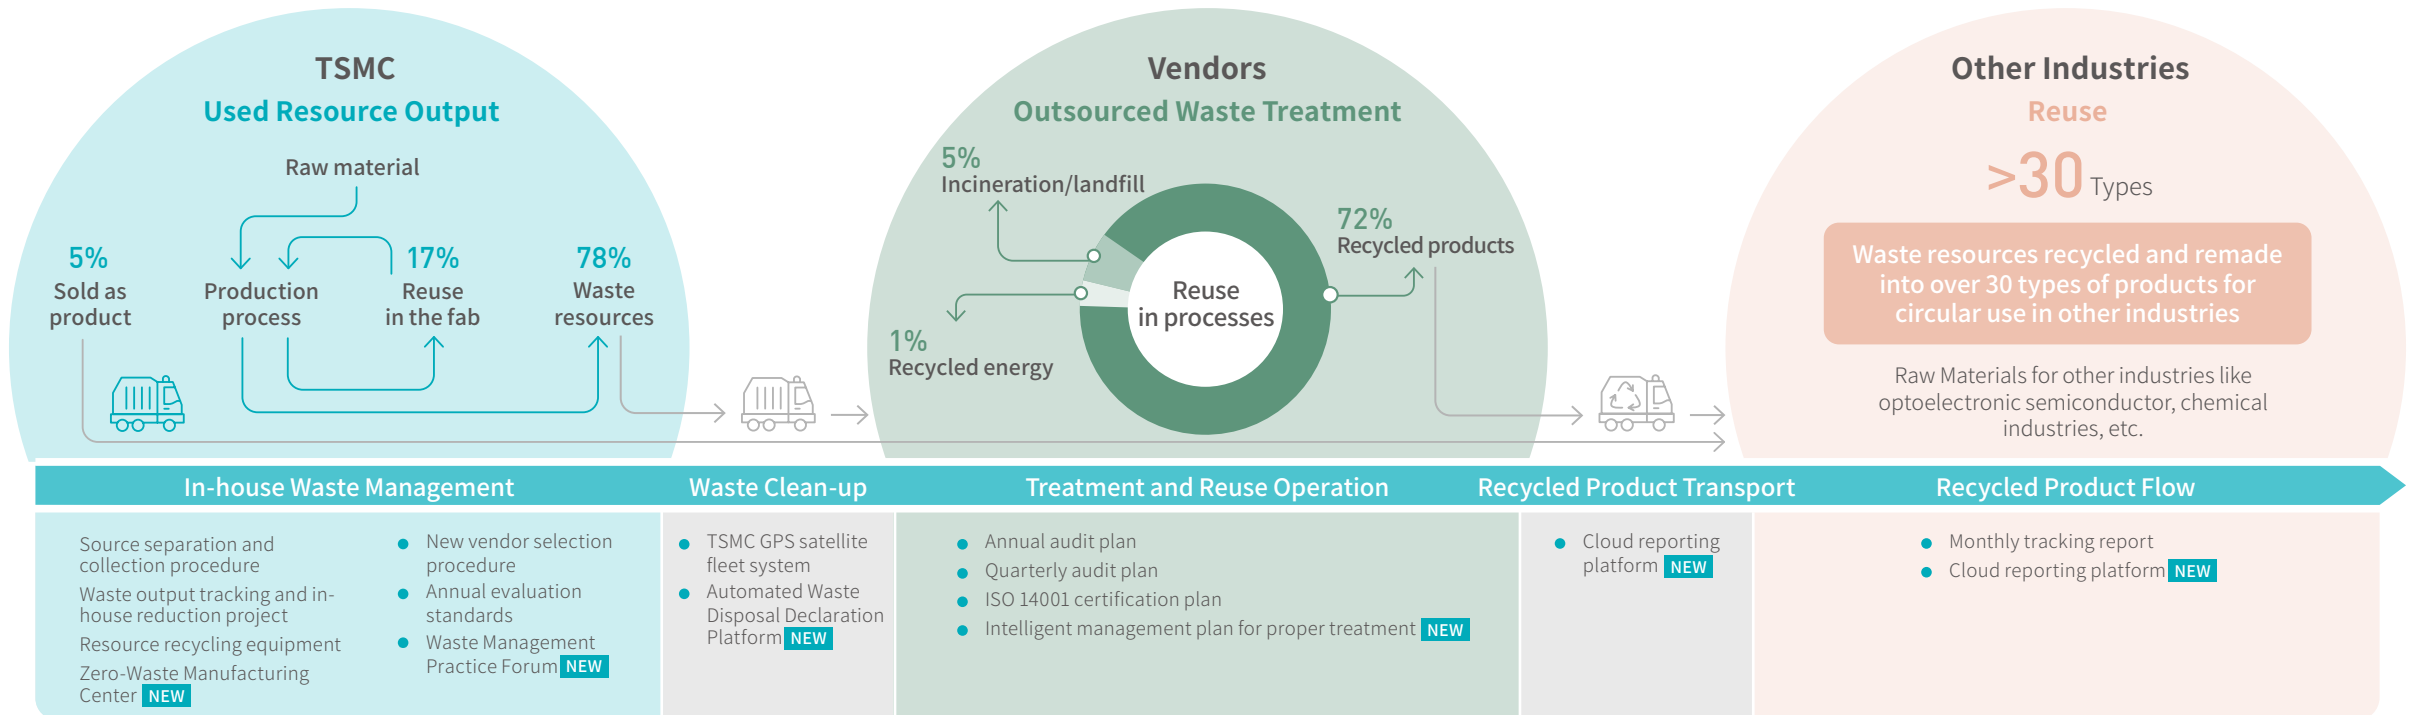 TSMC
Used Resource Output
Raw material
5%
Sold as
product
Production
process
17%
Reuse
in the fab
78%
Waste
resources
Vendors
Outsourced Waste Treatment
5%
Incineration/landfill
1%
Recycled energy
Reuse
in processes
72%
Recycled products
Other Industries
Reuse
>30 Types
Waste resources recycled and remade
into over 30 types of products for
circular use in other industries
Raw Materials for other industries like
optoelectronic semiconductor, chemical
industries, etc.
In-house Waste Management
Waste Clean-up
Treatment and Reuse Operation
Recycled Product Transport
Recycled Product Flow
Source separation and
collection procedure
Waste output tracking and in-
house reduction project
Resource recycling equipment
Zero-Waste Manufacturing
Center NEW
New vendor selection
procedure
Annual evaluation
standards
Waste Management
Practice Forum NEW
TSMC GPS satellite
fleet system
Automated Waste
Disposal Declaration
Platform NEW
Annual audit plan
Quarterly audit plan
ISO 14001 certification plan
Intelligent management plan for proper treatment NEW
Cloud reporting
platform NEW
Monthly tracking report
Cloud reporting platform NEW